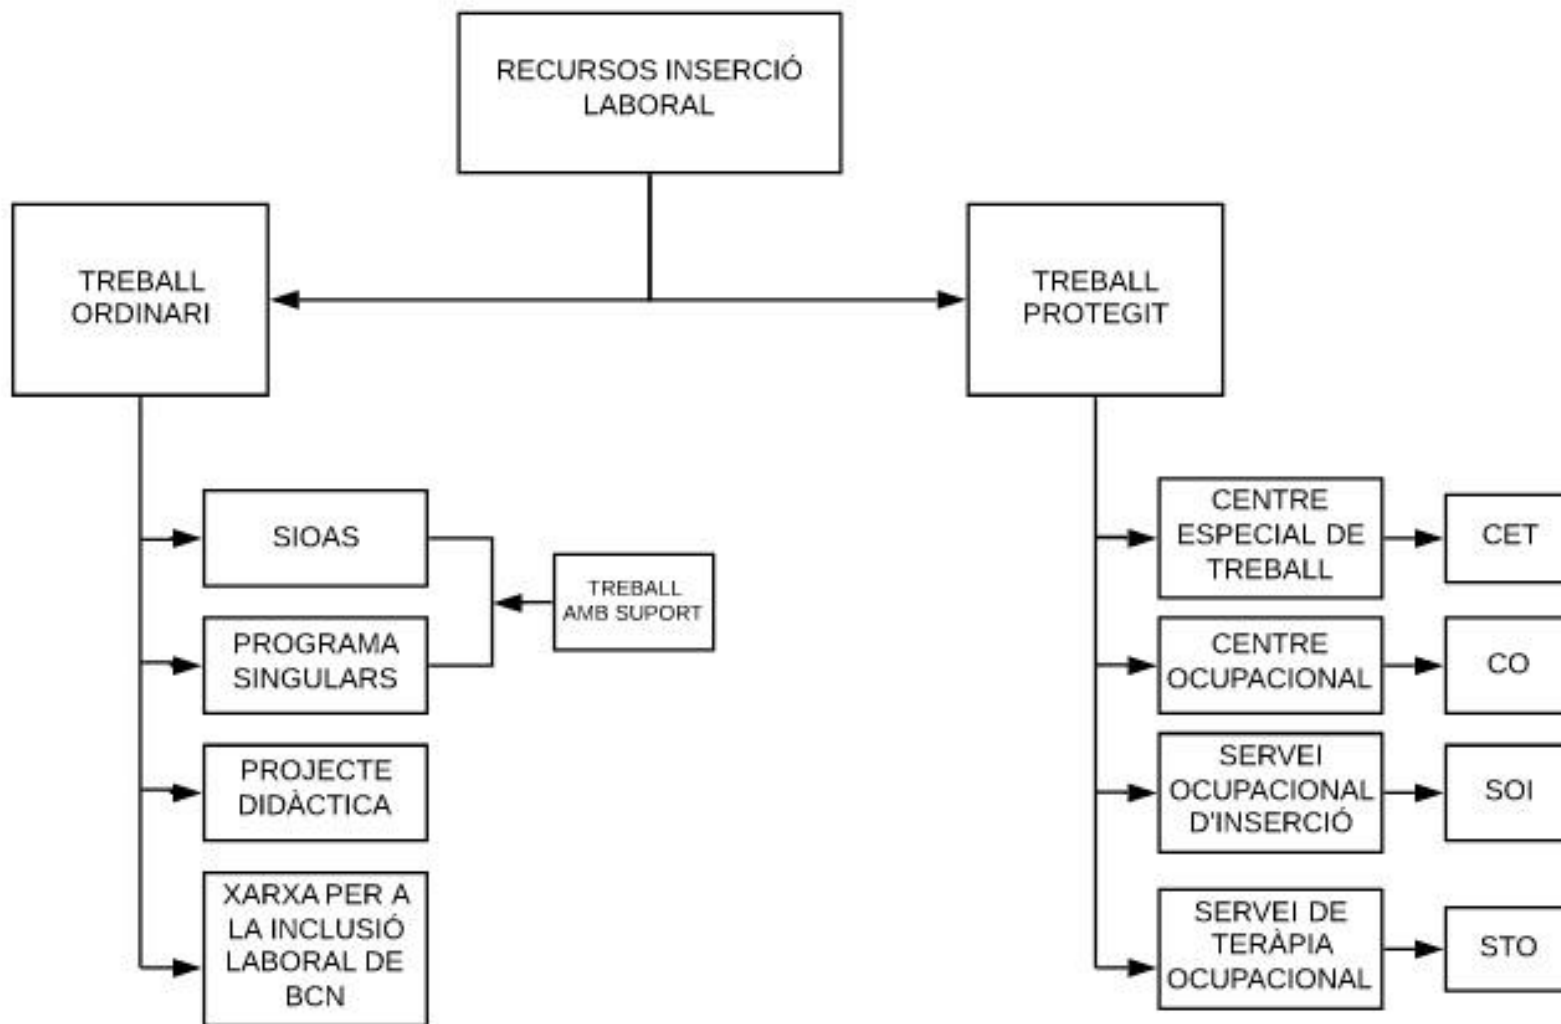 RECURSOS INSERCIÓ
LABORAL
TREBALL
ORDINARI
TREBALL
PROTEGIT
SIOAS
PROGRAMA
SINGULARS
TREBALL
AMB SUPORT
PROJECTE
DIDÀCTICA
XARXA PER A
LA INCLUSIÓ
LABORAL DE
BCN
CENTRE
ESPECIAL DE
TREBALL
CET
CENTRE
OCUPACIONAL
CO
SERVEI
OCUPACIONAL
D'INSERCIÓ
SOI
SERVEI DE
TERÀPIA
OCUPACIONAL
STO